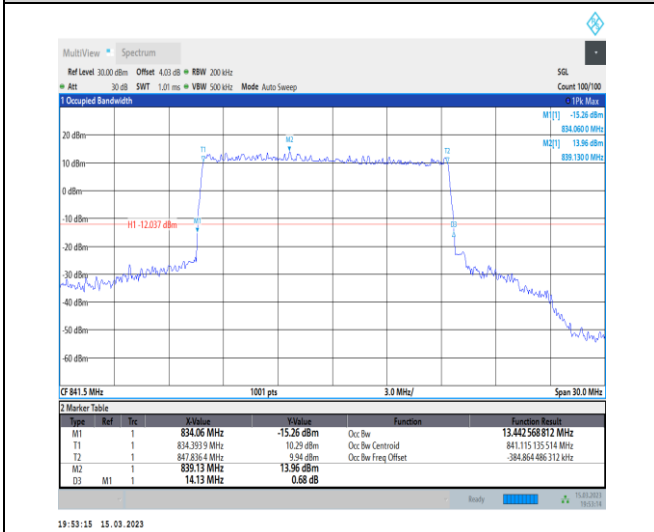 MultiView Spectrum
Ref Level 30.00 dBm Offset 4.03 dB RBW 200 kHz SGL
Att 30 dB SWT 1.01 ms VBW 500 kHz Mode Auto Sweep Count 100/100
1 Occupied Bandwidth 1Pk Max
M1[1] -15.26 dBm
834.060 0 MHz
M2[1] 13.96 dBm
839.130 0 MHz
20 dBm
M2
T1 T2
10 dBm
0 dBm
-10 dBm
M1
H1 -12.037 dBm
D3
-20 dBm
-30 dBm
-40 dBm
-50 dBm
-60 dBm
CF 841.5 MHz 1001 pts 3.0 MHz/ Span 30.0 MHz
2 Marker Table
Type Ref Trc X-Value Y-Value Function Function Result
M1 1 834.06 MHz -15.26 dBm Occ Bw 13.442 568 812 MHz
T1 1 834.393 9 MHz 10.29 dBm Occ Bw Centroid 841.115 135 514 MHz
T2 1 847.836 4 MHz 9.94 dBm Occ Bw Freq Offset -384.864 486 312 kHz
M2 1 839.13 MHz 13.96 dBm
D3 M1 1 14.13 MHz 0.68 dB
Ready 15.03.2023
19:53:14
19:53:15 15.03.2023